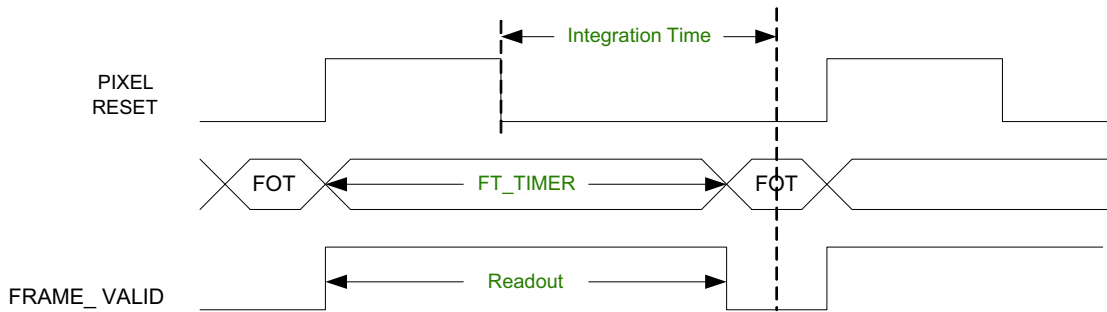 Integration Time
PIXEL
RESET
FOT
FT_TIMER
FOT
Readout
FRAME_ VALID